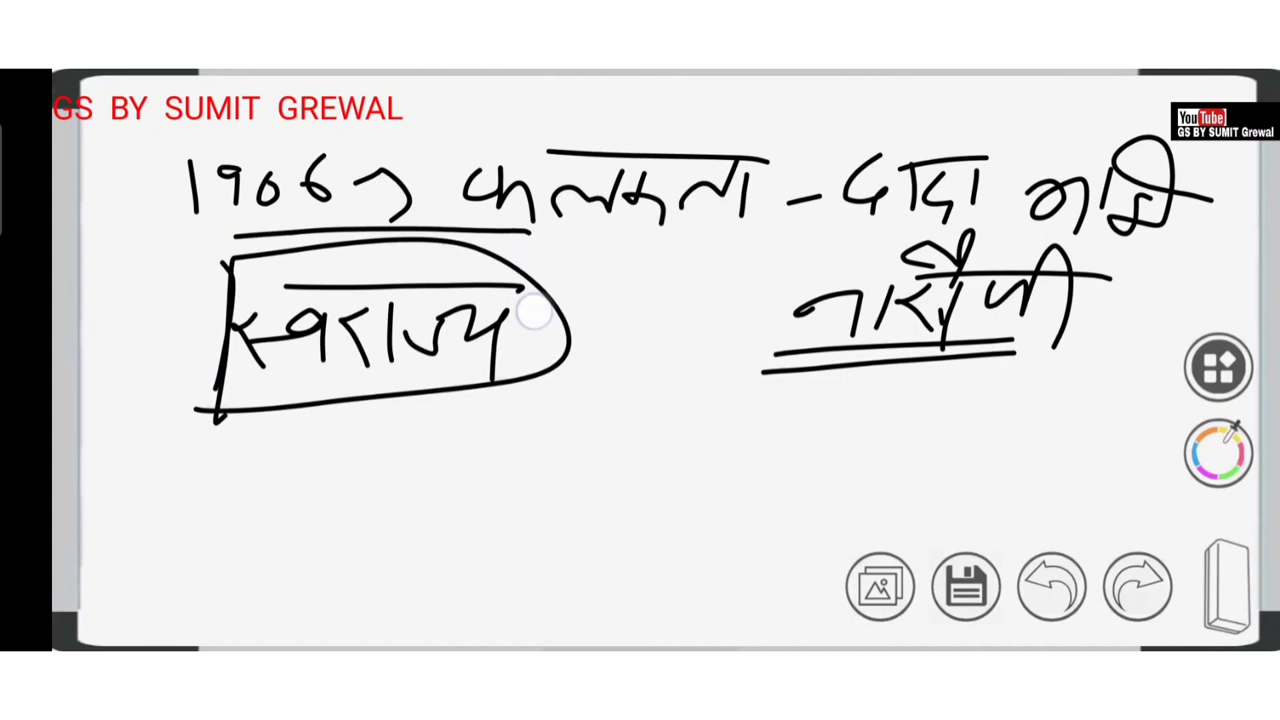 GS BY SUMIT GREWAL
YouTube
GS BY SUMIT Grewal
1906 → कलकत्ता - दादा भाई
नौरोजी
स्वराज्य